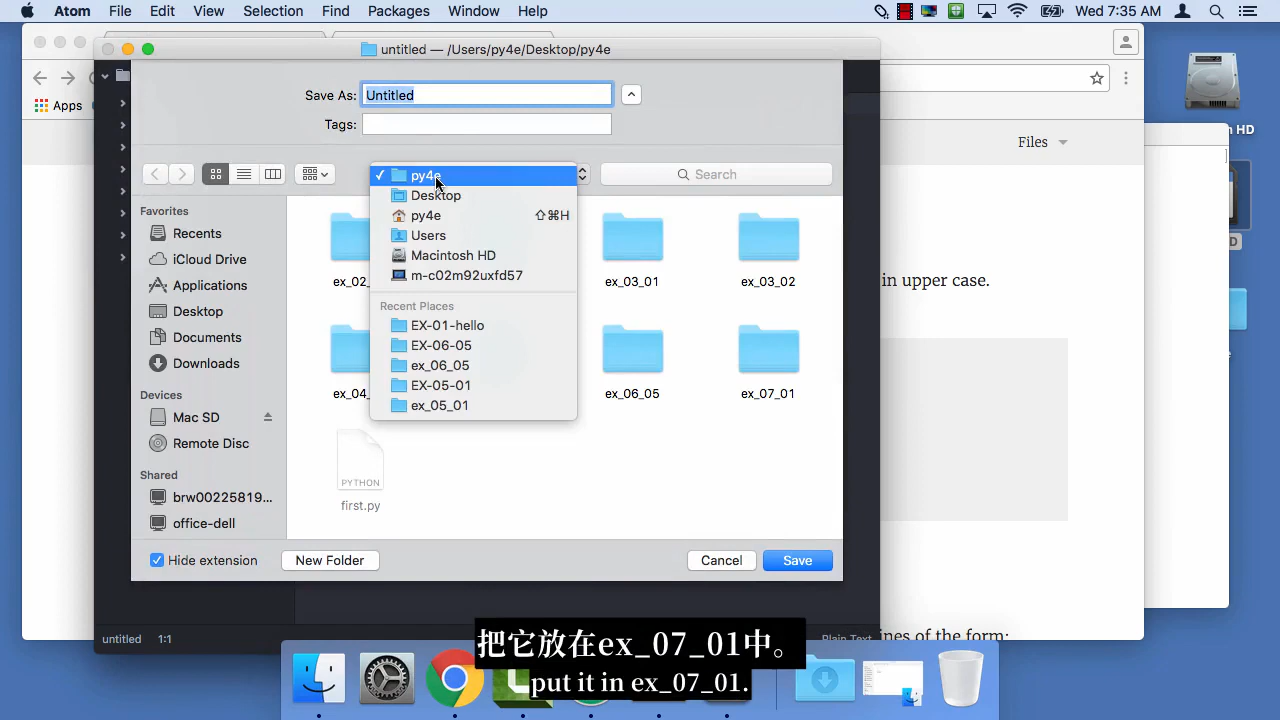 Atom File Edit View Selection Find Packages Window Help Wed 7:35 AM
untitled — /Users/py4e/Desktop/py4e
Apps
Save As: Untitled
Tags:
HD
Files
py4e
Search
Desktop
py4e ⇧⌘H
Users
Macintosh HD
m-c02m92uxfd57
Recent Places
EX-01-hello
EX-06-05
ex_06_05
EX-05-01
ex_05_01
Favorites
Recents
iCloud Drive
Applications
Desktop
Documents
Downloads
Devices
Mac SD
Remote Disc
Shared
brw00225819...
office-dell
ex_02_
ex_03_01
ex_03_02
ex_04_
ex_06_05
ex_07_01
PYTHON
first.py
in upper case.
Hide extension
New Folder
Cancel
Save
untitled 1:1
Plain Text
ines of the form:
把它放在ex_07_01中。
put it in ex_07_01.